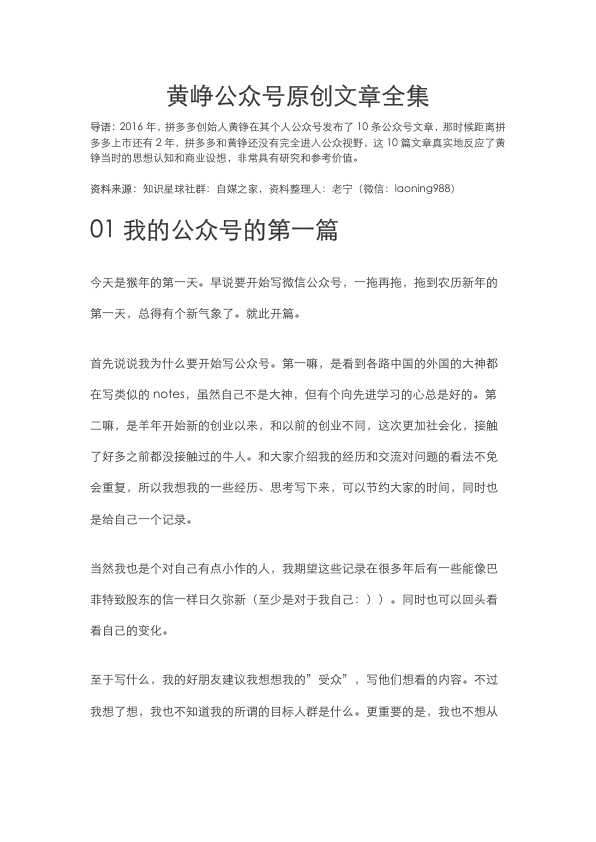 黄峥公众号原创文章全集
导语：2016 年，拼多多创始人黄铮在其个人公众号发布了 10 条公众号文章，那时候距离拼
多多上市还有 2 年，拼多多和黄铮还没有完全进入公众视野，这 10 篇文章真实地反应了黄
铮当时的思想认知和商业设想，非常具有研究和参考价值。
资料来源：知识星球社群：自媒之家，资料整理人：老宁（微信：laoning988）
01 我的公众号的第一篇
今天是猴年的第一天。早说要开始写微信公众号，一拖再拖，拖到农历新年的
第一天，总得有个新气象了。就此开篇。
首先说说我为什么要开始写公众号。第一嘛，是看到各路中国的外国的大神都
在写类似的 notes，虽然自己不是大神，但有个向先进学习的心总是好的。第
二嘛，是羊年开始新的创业以来，和以前的创业不同，这次更加社会化，接触
了好多之前都没接触过的牛人。和大家介绍我的经历和交流对问题的看法不免
会重复，所以我想我的一些经历、思考写下来，可以节约大家的时间，同时也
是给自己一个记录。
当然我也是个对自己有点小作的人，我期望这些记录在很多年后有一些能像巴
菲特致股东的信一样日久弥新（至少是对于我自己：））。同时也可以回头看
看自己的变化。
至于写什么，我的好朋友建议我想想我的”受众”，写他们想看的内容。不过
我想了想，我也不知道我的所谓的目标人群是什么。更重要的是，我也不想从